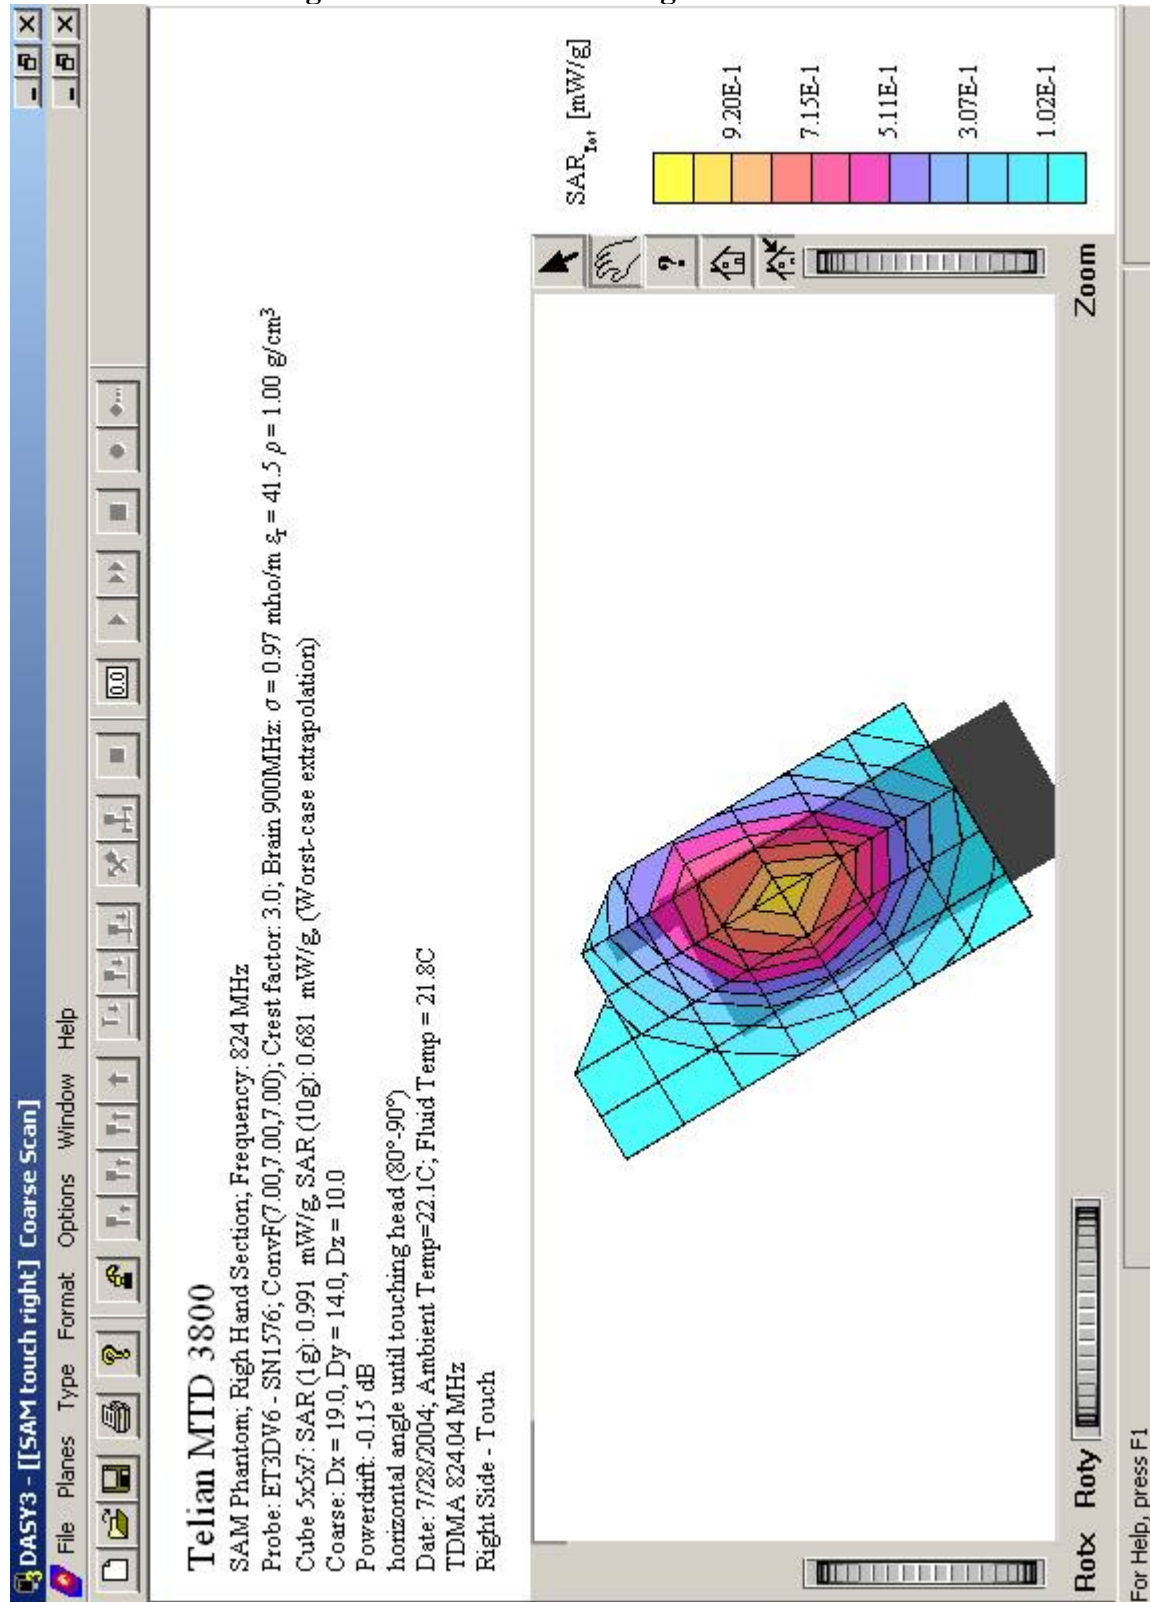 DASY3 - [[SAM touch right] Coarse Scan]
File Planes Type Format Options Window Help
0.0
Telian MTD 3800
SAM Phantom; Righ Hand Section; Frequency: 824 MHz
Probe: ET3DV6 - SN1576; ConvF(7.00,7.00,7.00); Crest factor: 3.0; Brain 900MHz: σ = 0.97 mho/m εr = 41.5 ρ = 1.00 g/cm³
Cube 5x5x7: SAR (1g): 0.991 mW/g, SAR (10g): 0.681 mW/g, (Worst-case extrapolation)
Coarse: Dx = 19.0, Dy = 14.0, Dz = 10.0
Powerdrift: -0.15 dB
horizontal angle until touching head (80°-90°)
Date: 7/28/2004; Ambient Temp=22.1C; Fluid Temp = 21.8C
TDMA 824.04 MHz
Right Side - Touch
SARTot [mW/g]
9.20E-1
7.15E-1
5.11E-1
3.07E-1
1.02E-1
Rotx Roty Zoom
For Help, press F1